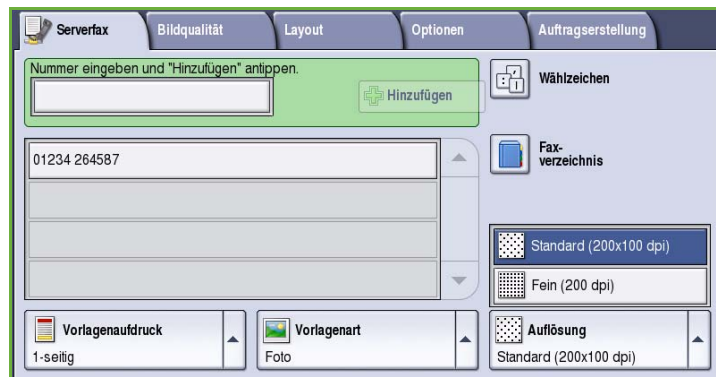 Serverfax
Bildqualität
Layout
Optionen
Auftragserstellung
Nummer eingeben und "Hinzufügen" antippen.
Hinzufügen
Wählzeichen
01234 264587
Fax-
verzeichnis
Standard (200x100 dpi)
Fein (200 dpi)
Vorlagenaufdruck
1-seitig
Vorlagenart
Foto
Auflösung
Standard (200x100 dpi)